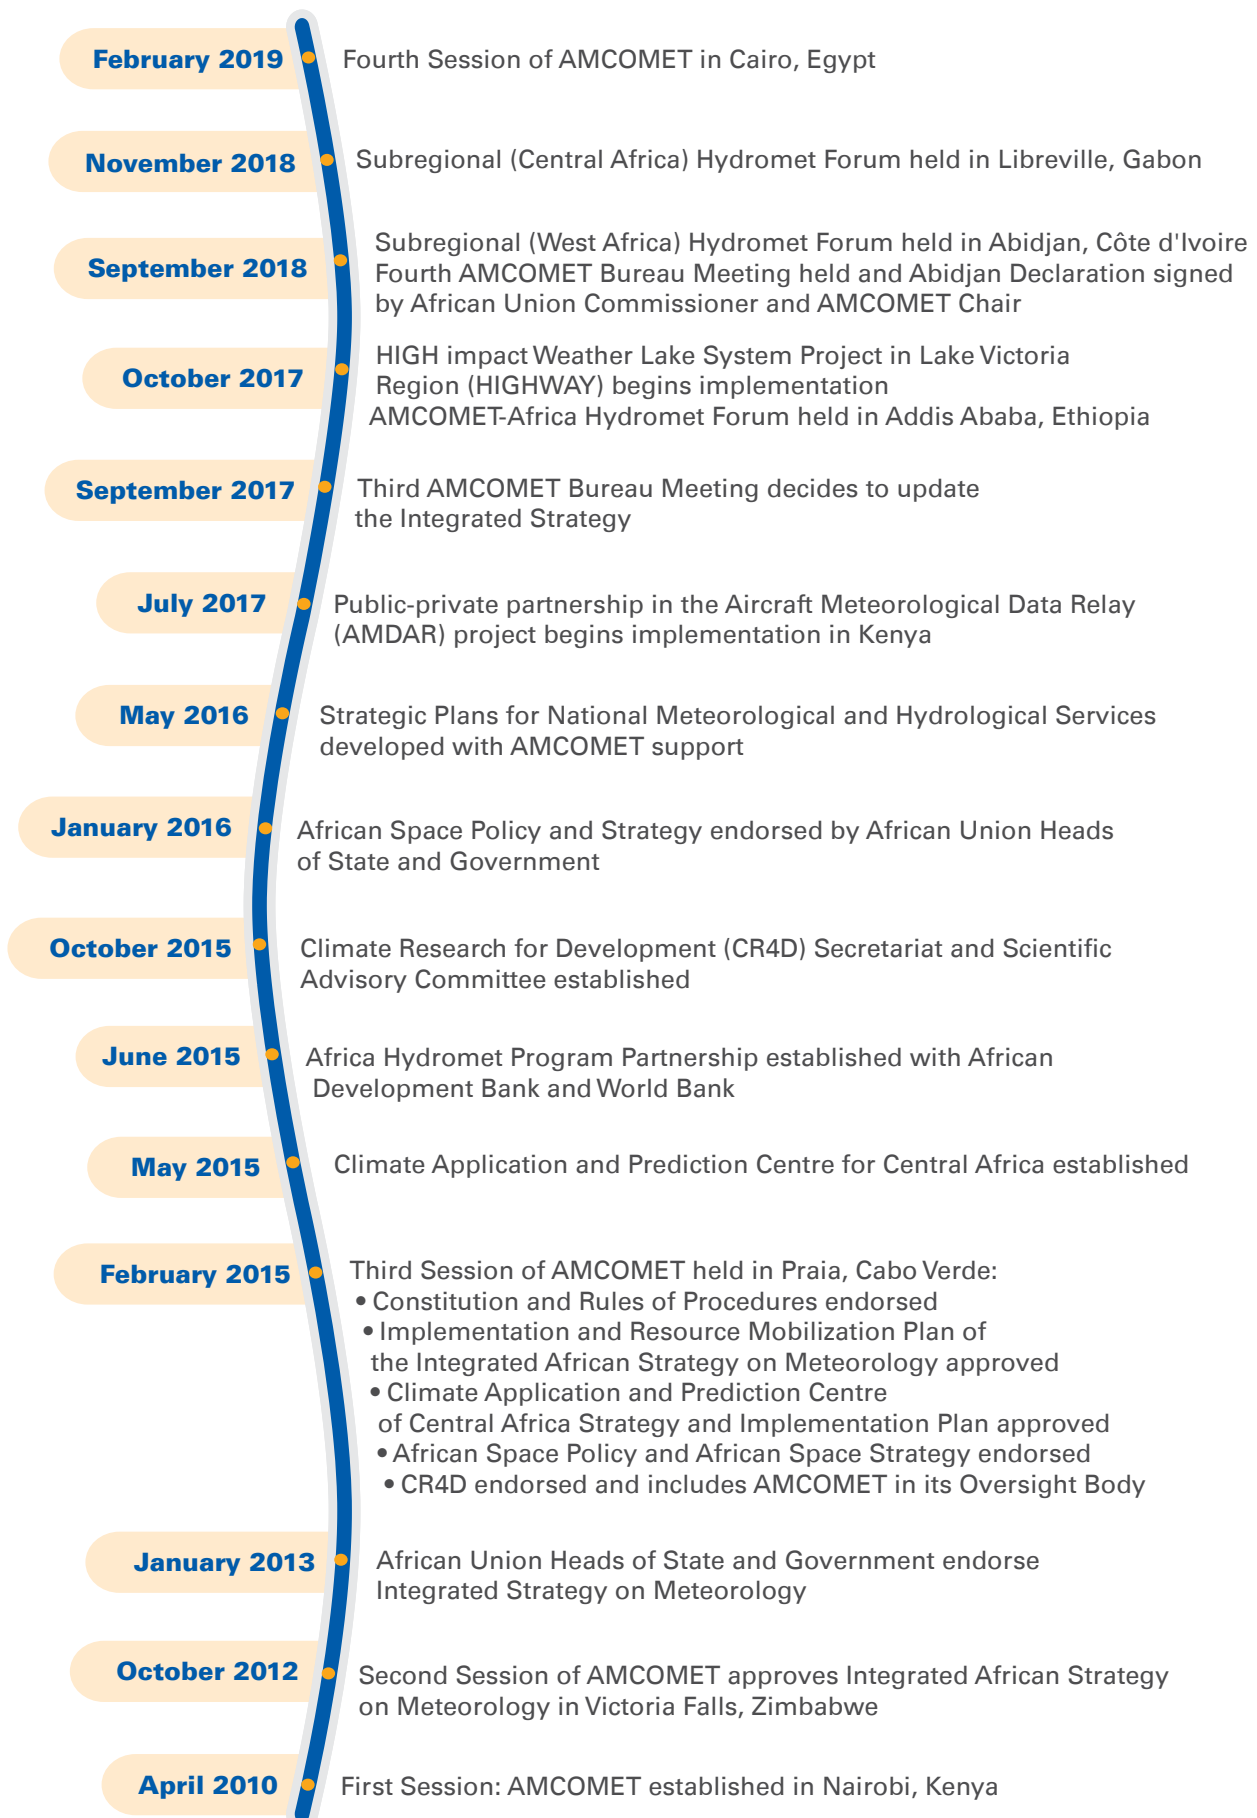 February 2019
Fourth Session of AMCOMET in Cairo, Egypt
November 2018
Subregional (Central Africa) Hydromet Forum held in Libreville, Gabon
September 2018
Subregional (West Africa) Hydromet Forum held in Abidjan, Côte d'Ivoire
Fourth AMCOMET Bureau Meeting held and Abidjan Declaration signed
by African Union Commissioner and AMCOMET Chair
October 2017
HIGH impact Weather Lake System Project in Lake Victoria
Region (HIGHWAY) begins implementation
AMCOMET-Africa Hydromet Forum held in Addis Ababa, Ethiopia
September 2017
Third AMCOMET Bureau Meeting decides to update
the Integrated Strategy
July 2017
Public-private partnership in the Aircraft Meteorological Data Relay
(AMDAR) project begins implementation in Kenya
May 2016
Strategic Plans for National Meteorological and Hydrological Services
developed with AMCOMET support
January 2016
African Space Policy and Strategy endorsed by African Union Heads
of State and Government
October 2015
Climate Research for Development (CR4D) Secretariat and Scientific
Advisory Committee established
June 2015
Africa Hydromet Program Partnership established with African
Development Bank and World Bank
May 2015
Climate Application and Prediction Centre for Central Africa established
February 2015
Third Session of AMCOMET held in Praia, Cabo Verde:
• Constitution and Rules of Procedures endorsed
• Implementation and Resource Mobilization Plan of
the Integrated African Strategy on Meteorology approved
• Climate Application and Prediction Centre
of Central Africa Strategy and Implementation Plan approved
• African Space Policy and African Space Strategy endorsed
• CR4D endorsed and includes AMCOMET in its Oversight Body
January 2013
African Union Heads of State and Government endorse
Integrated Strategy on Meteorology
October 2012
Second Session of AMCOMET approves Integrated African Strategy
on Meteorology in Victoria Falls, Zimbabwe
April 2010
First Session: AMCOMET established in Nairobi, Kenya